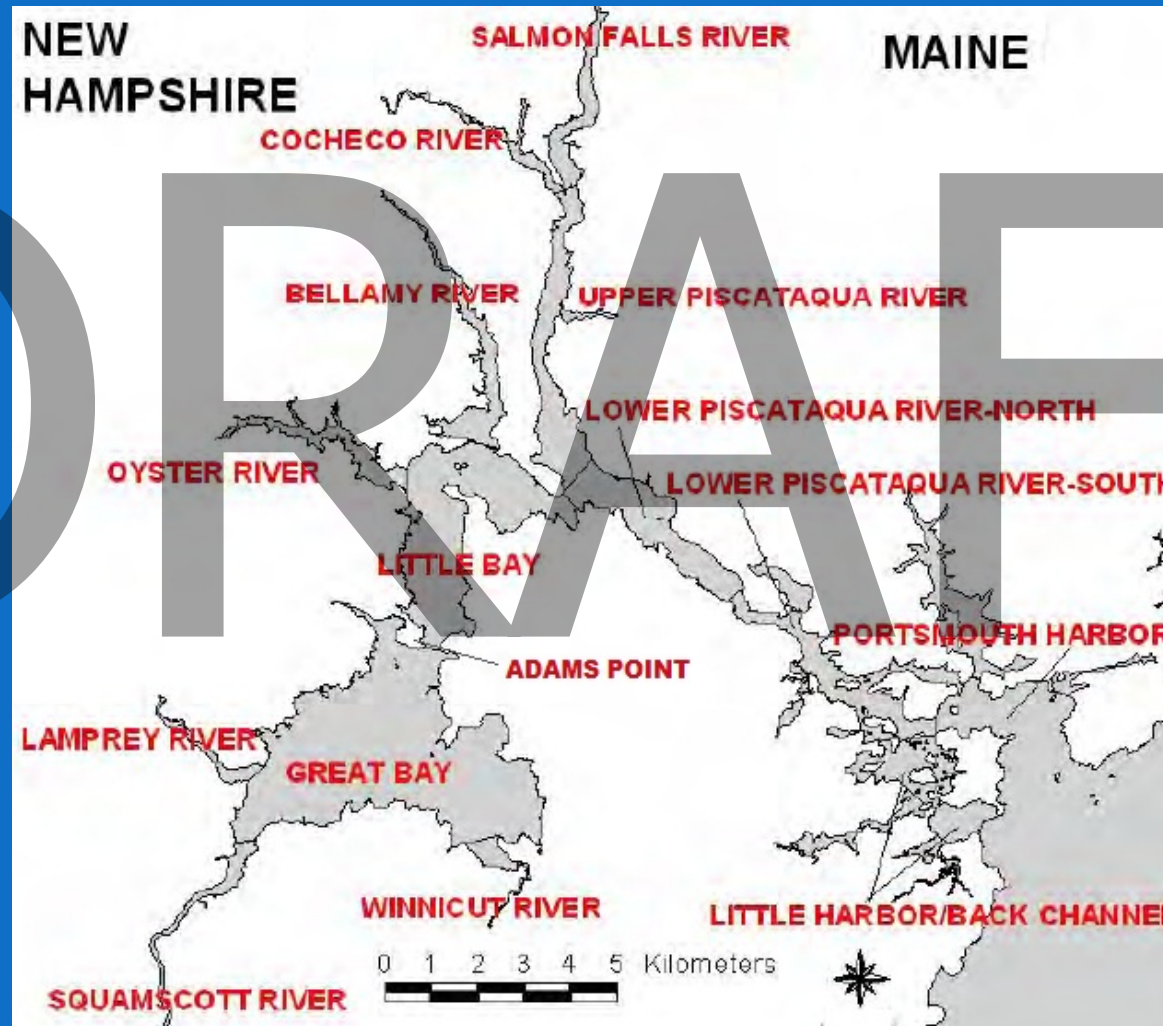 NEW
HAMPSHIRE
SALMON FALLS RIVER
MAINE
COCHECO RIVER
BELLAMY RIVER
UPPER PISCATAQUA RIVER
LOWER PISCATAQUA RIVER-NORTH
OYSTER RIVER
LOWER PISCATAQUA RIVER-SOUTH
LITTLE BAY
PORTSMOUTH HARBOR
ADAMS POINT
LAMPREY RIVER
GREAT BAY
WINNICUT RIVER
LITTLE HARBOR/BACK CHANNEL
0 1 2 3 4 5 Kilometers
SQUAMSCOTT RIVER
DRAF